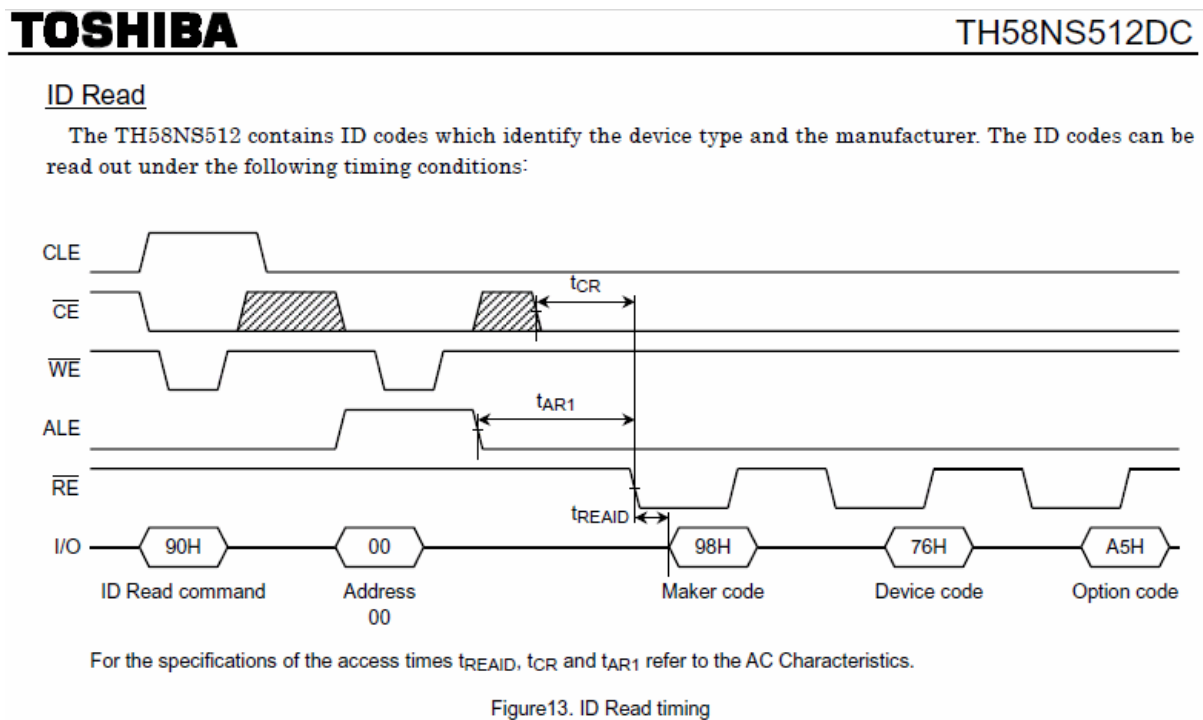 TOSHIBA
TH58NS512DC
ID Read
The TH58NS512 contains ID codes which identify the device type and the manufacturer. The ID codes can be
read out under the following timing conditions:
CLE
tCR
CE
WE
tAR1
ALE
RE
tREAID
I/O
90H
00
98H
76H
A5H
ID Read command
Address
00
Maker code
Device code
Option code
For the specifications of the access times tREAID, tCR and tAR1 refer to the AC Characteristics.
Figure13. ID Read timing